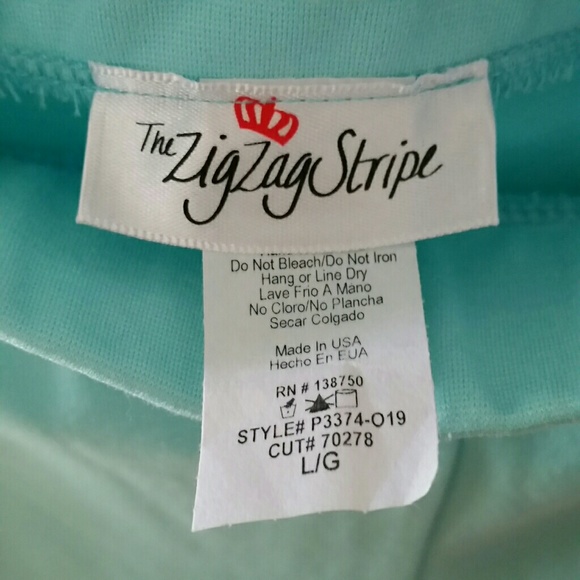 The ZigZag Stripe
Do Not Bleach/Do Not Iron
Hang or Line Dry
Lave Frio A Mano
No Cloro/No Plancha
Secar Colgado
Made In USA
Hecho En EUA
RN # 138750
STYLE# P3374-O19
CUT# 70278
L/G